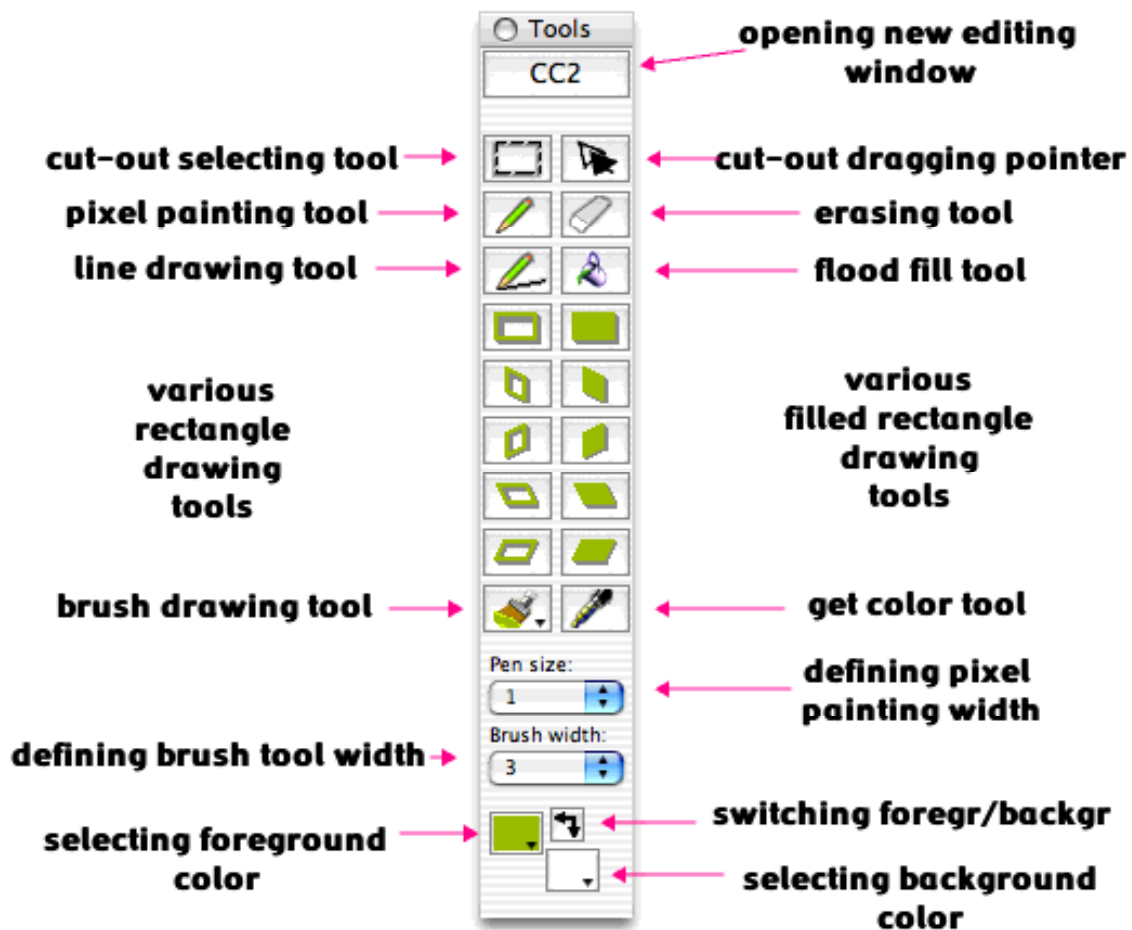 Tools
opening new editing
window
CC2
cut-out selecting tool
cut-out dragging pointer
pixel painting tool
erasing tool
line drawing tool
flood fill tool
various
rectangle
drawing
tools
various
filled rectangle
drawing
tools
brush drawing tool
get color tool
Pen size:
1
defining pixel
painting width
Brush width:
defining brush tool width
3
selecting foreground
color
switching foregr/backgr
selecting background
color